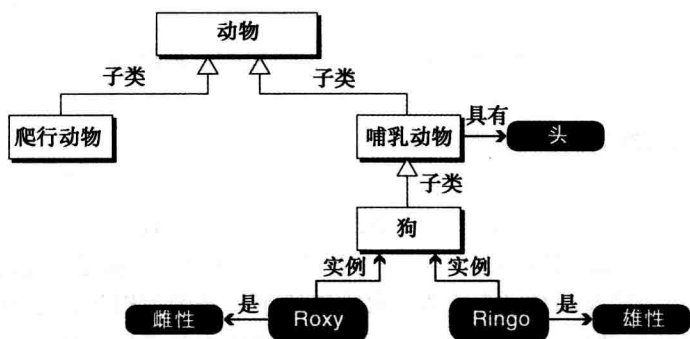 动物
子类
子类
爬行动物
哺乳动物
具有
头
子类
狗
实例
实例
雌性
是
Roxy
Ringo
是
雄性